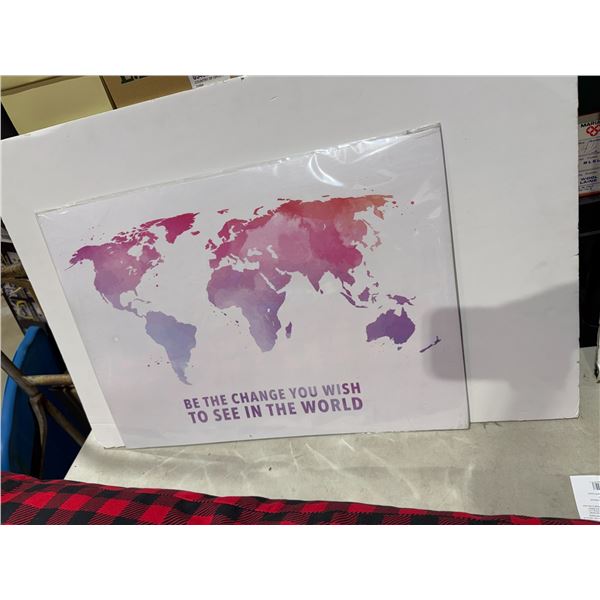 BE THE CHANGE YOU WISH
TO SEE IN THE WORLD